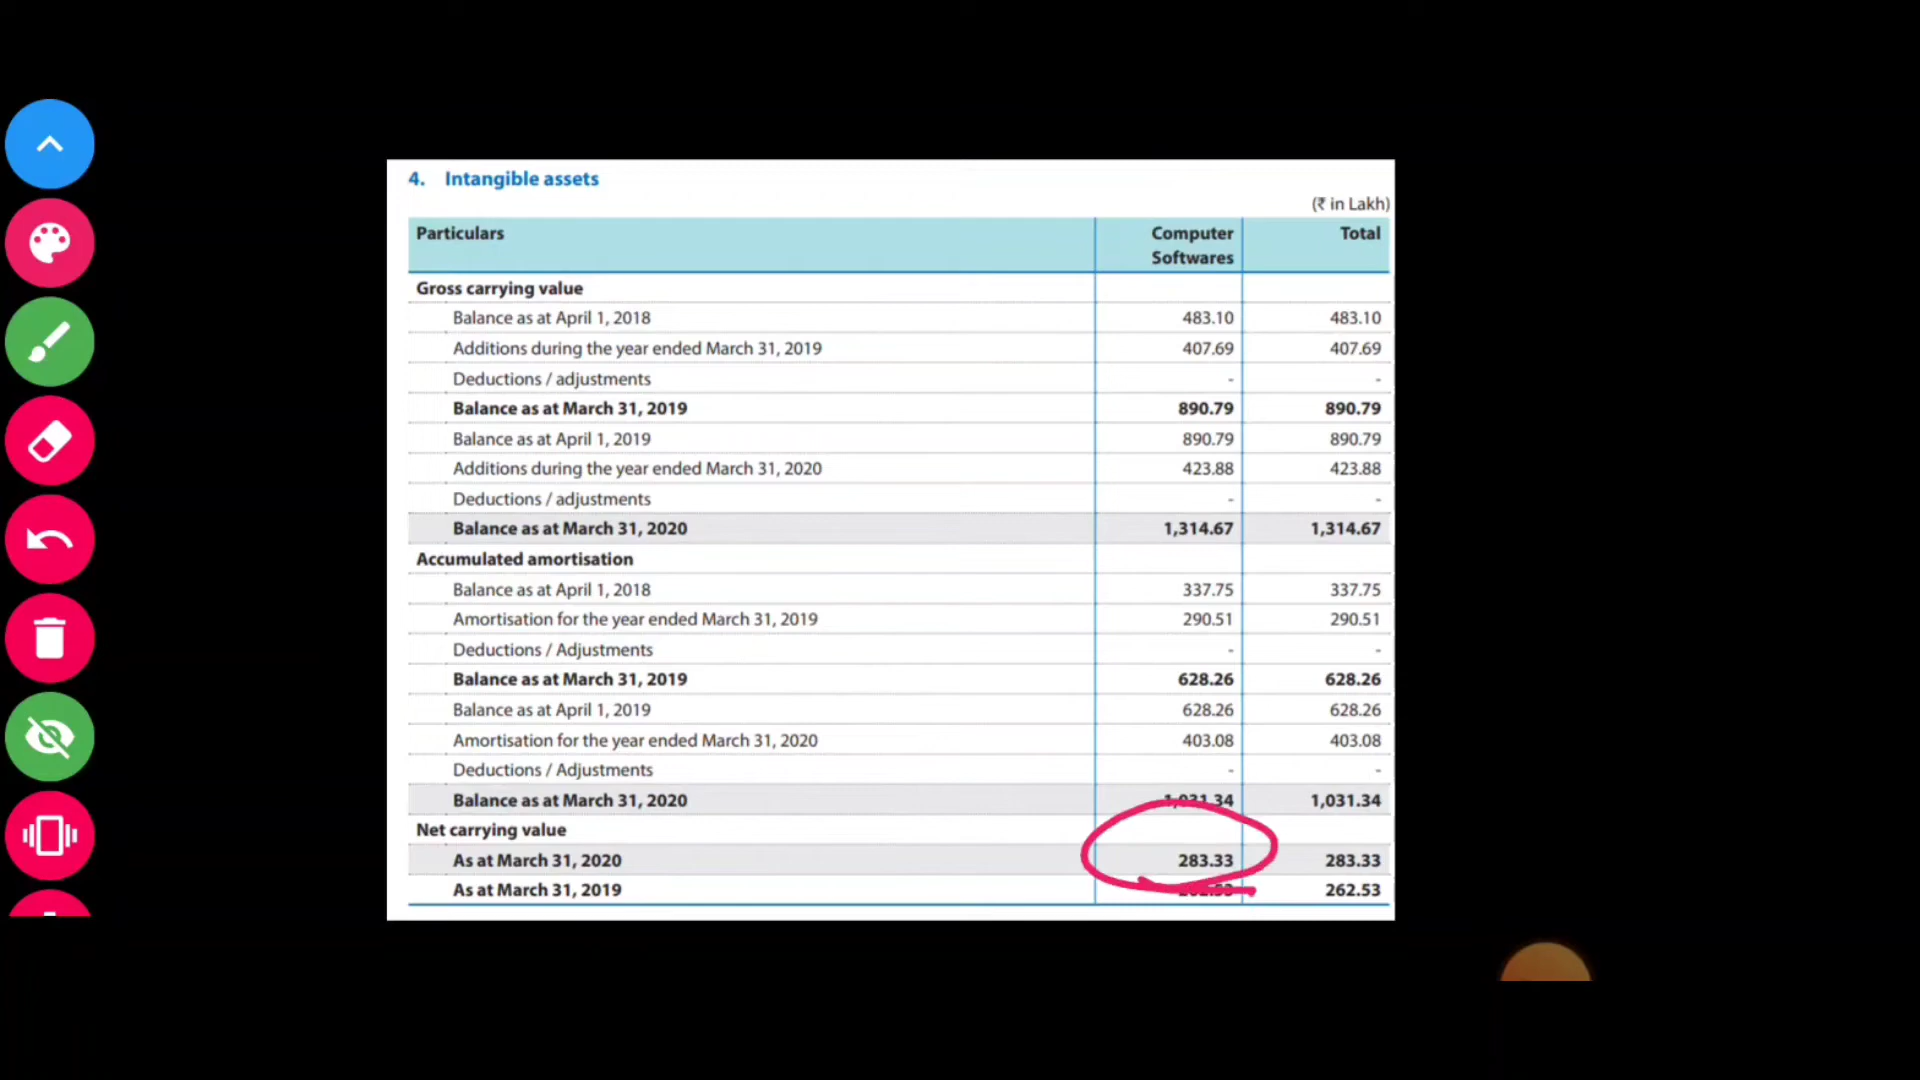 4. Intangible assets
(₹ in Lakh)
Particulars Computer Softwares Total
Gross carrying value
Balance as at April 1, 2018 483.10 483.10
Additions during the year ended March 31, 2019 407.69 407.69
Deductions / adjustments - -
Balance as at March 31, 2019 890.79 890.79
Balance as at April 1, 2019 890.79 890.79
Additions during the year ended March 31, 2020 423.88 423.88
Deductions / adjustments - -
Balance as at March 31, 2020 1,314.67 1,314.67
Accumulated amortisation
Balance as at April 1, 2018 337.75 337.75
Amortisation for the year ended March 31, 2019 290.51 290.51
Deductions / Adjustments - -
Balance as at March 31, 2019 628.26 628.26
Balance as at April 1, 2019 628.26 628.26
Amortisation for the year ended March 31, 2020 403.08 403.08
Deductions / Adjustments - -
Balance as at March 31, 2020 1,031.34 1,031.34
Net carrying value
As at March 31, 2020 283.33 283.33
As at March 31, 2019 262.53 262.53